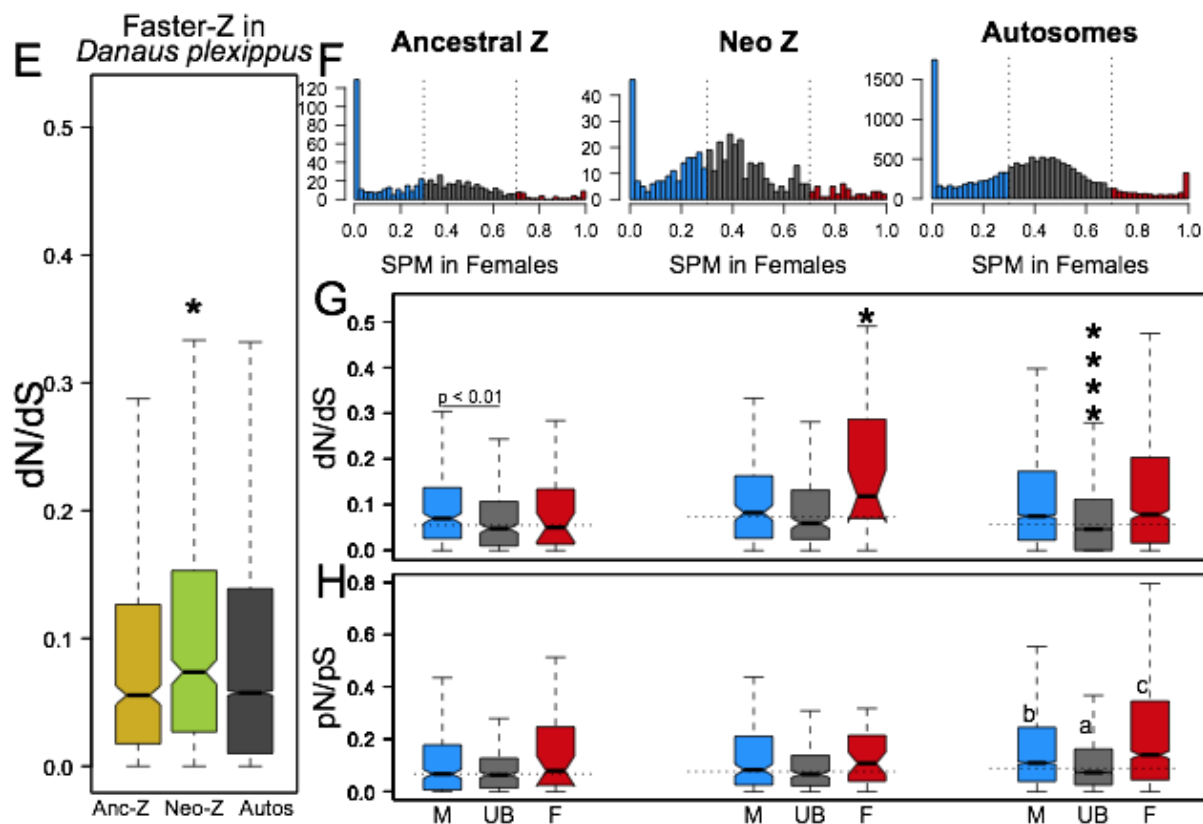 E
Faster-Z in
Danaus plexippus
dN/dS
0.5
0.4
0.3
0.2
0.1
0.0
*
Anc-Z Neo-Z Autos
F
Ancestral Z
Neo Z
Autosomes
120
100
80
60
40
20
0
0.0 0.2 0.4 0.6 0.8 1.0
SPM in Females
40
30
20
10
0
0.0 0.2 0.4 0.6 0.8 1.0
SPM in Females
1500
1000
500
0
0.0 0.2 0.4 0.6 0.8 1.0
SPM in Females
G
dN/dS
0.5
0.4
0.3
0.2
0.1
0.0
p < 0.01
*
*
*
*
*
H
pN/pS
0.8
0.6
0.4
0.2
0.0
b a c
M UB F M UB F M UB F